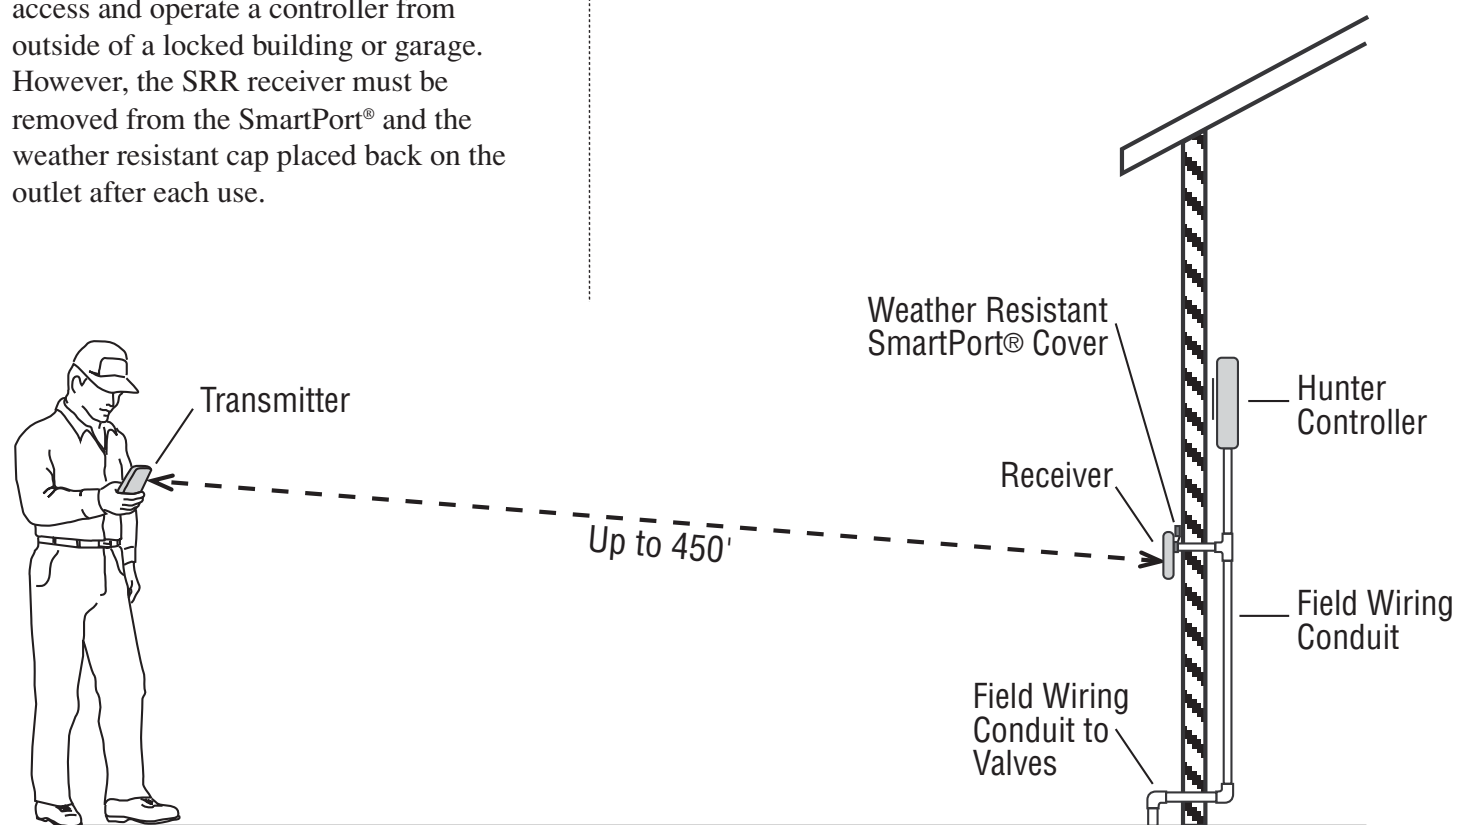 access and operate a controller from
outside of a locked building or garage.
However, the SRR receiver must be
removed from the SmartPort® and the
weather resistant cap placed back on the
outlet after each use.
Weather Resistant
SmartPort® Cover
Transmitter
Hunter
Controller
Receiver
Up to 450'
Field Wiring
Conduit
Field Wiring
Conduit to
Valves